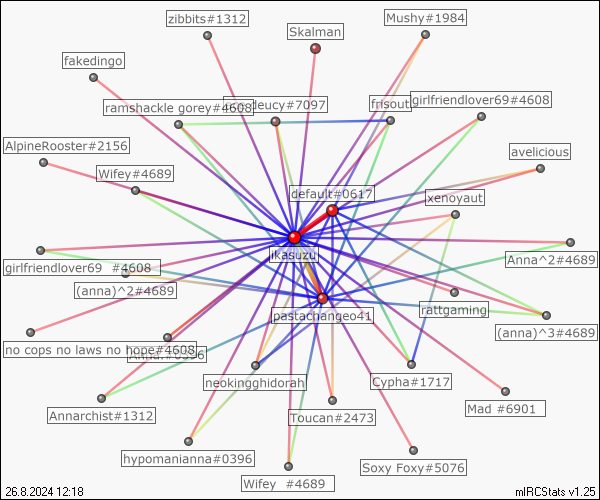 zibbits#1312
Mushy#1984
Skalman
fakedingo
ramshackle gorey#4608
deucy#7097
frisout
girlfriendlover69#4608
AlpineRooster#2156
avelicious
Wifey#4689
default#0617
xenoyaut
ikasuzu
Anna^2#4689
girlfriendlover69 #4608
(anna)^2#4689
rattgaming
pastachangeo41
(anna)^3#4689
no cops no laws no hope#4608
neokingghidorah
Cypha#1717
Annarchist#1312
Toucan#2473
Mad #6901
hypomanianna#0396
Soxy Foxy#5076
Wifey #4689
26.8.2024 12:18
mIRCStats v1.25